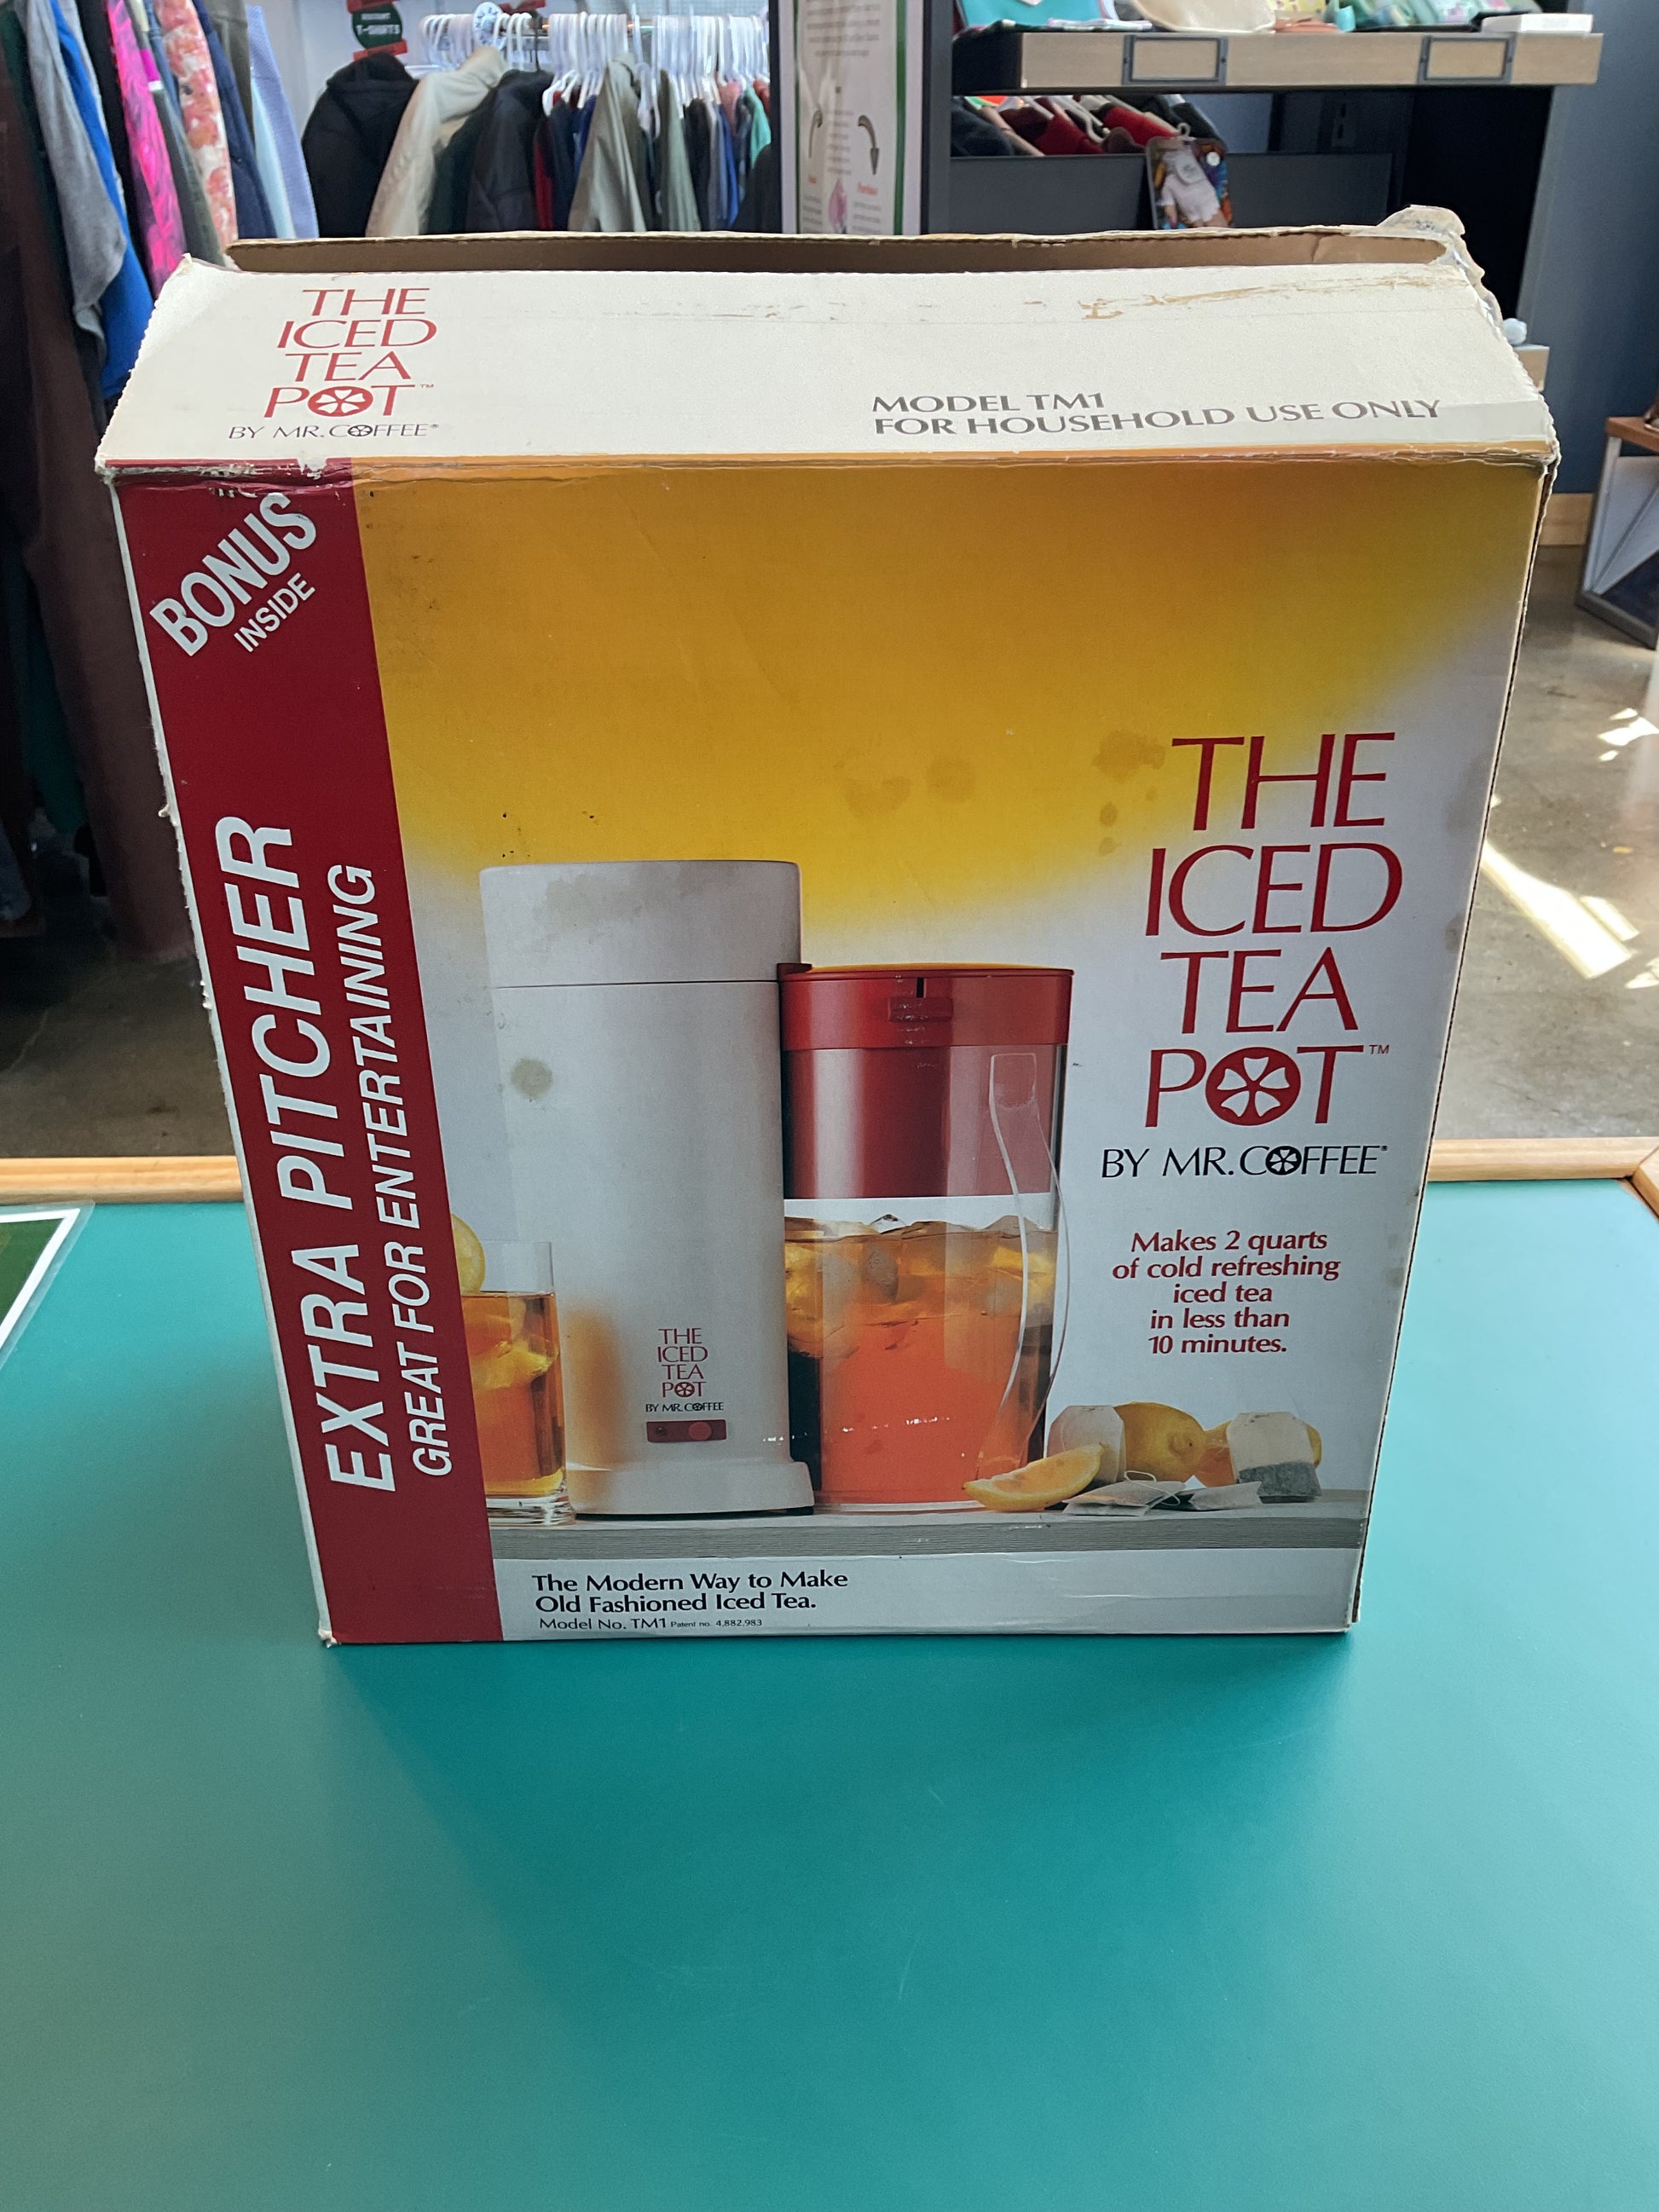 THE
ICED
TEA
POT™
BY MR. COFFEE®
MODEL TM1
FOR HOUSEHOLD USE ONLY
BONUS
INSIDE
EXTRA PITCHER
GREAT FOR ENTERTAINING
THE
ICED
TEA
POT™
BY MR. COFFEE®
Makes 2 quarts
of cold refreshing
iced tea
in less than
10 minutes.
THE
ICED
TEA
POT
BY MR. COFFEE
The Modern Way to Make
Old Fashioned Iced Tea.
Model No. TM1 Patent no. 4,882,983